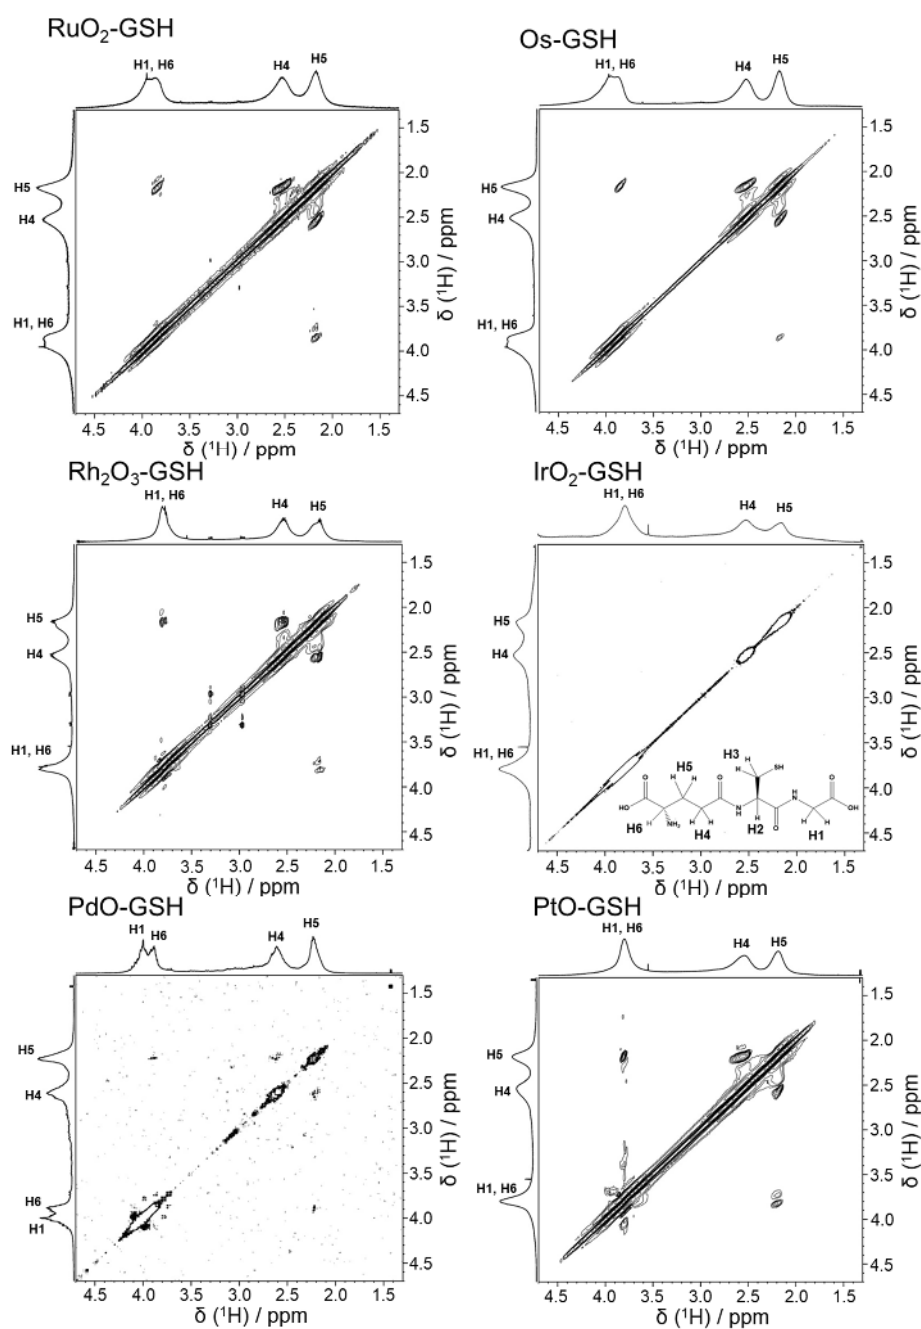 RuO₂-GSH
H1, H6
H4
H5
1.5
2.0
2.5
3.0
3.5
4.0
4.5
δ (¹H) / ppm
H5
H4
H1, H6
4.5 4.0 3.5 3.0 2.5 2.0 1.5
δ (¹H) / ppm
Os-GSH
H1, H6
H4
H5
1.5
2.0
2.5
3.0
3.5
4.0
4.5
δ (¹H) / ppm
H5
H4
H1, H6
4.5 4.0 3.5 3.0 2.5 2.0 1.5
δ (¹H) / ppm
Rh₂O₃-GSH
H1, H6
H4
H5
1.5
2.0
2.5
3.0
3.5
4.0
4.5
δ (¹H) / ppm
H5
H4
H1, H6
4.5 4.0 3.5 3.0 2.5 2.0 1.5
δ (¹H) / ppm
IrO₂-GSH
H1, H6
H4
H5
1.5
2.0
2.5
3.0
3.5
4.0
4.5
δ (¹H) / ppm
H5
H4
H1, H6
H3 SH
H5 H
H H
O O H
HO OH
N N
H6 H NH₂ H H H H H H
H4 H2 O O H1
4.5 4.0 3.5 3.0 2.5 2.0 1.5
δ (¹H) / ppm
PdO-GSH
H1
H6
H4
H5
1.5
2.0
2.5
3.0
3.5
4.0
4.5
δ (¹H) / ppm
H5
H4
H6
H1
4.5 4.0 3.5 3.0 2.5 2.0 1.5
δ (¹H) / ppm
PtO-GSH
H1, H6
H4
H5
1.5
2.0
2.5
3.0
3.5
4.0
4.5
δ (¹H) / ppm
H5
H4
H1, H6
4.5 4.0 3.5 3.0 2.5 2.0 1.5
δ (¹H) / ppm